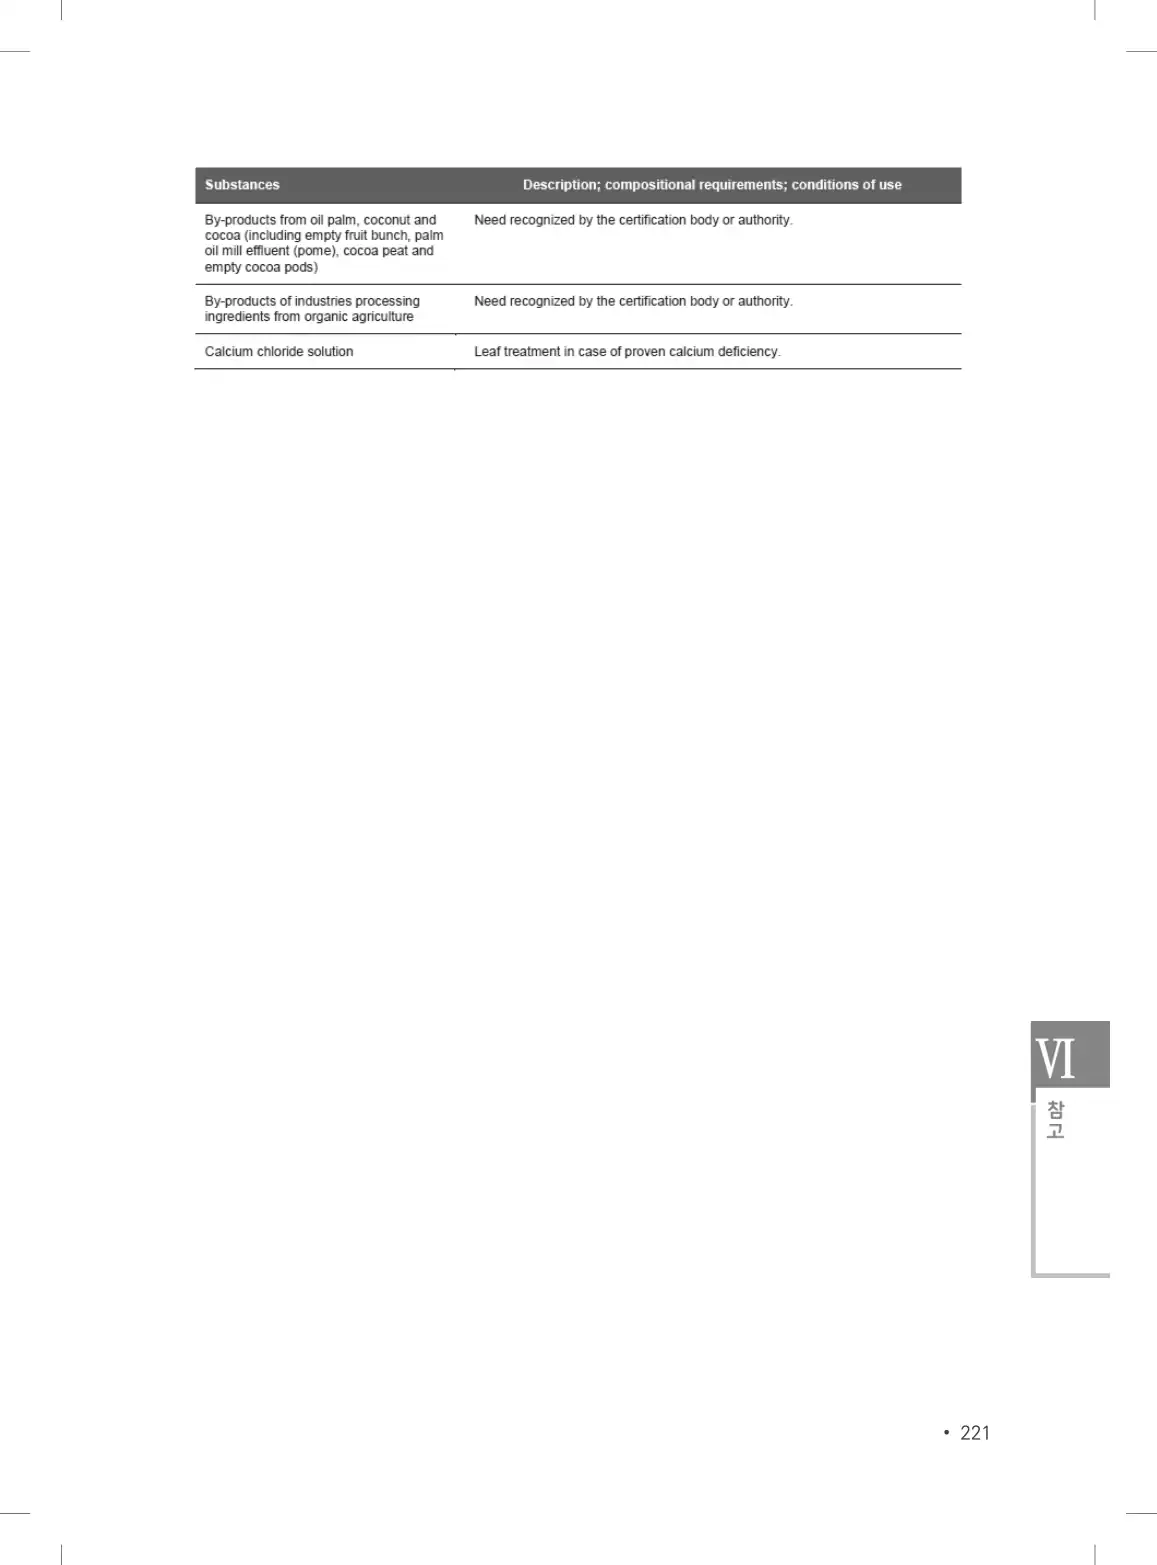 Substances Description; compositional requirements; conditions of use
By-products from oil palm, coconut and Need recognized by the certification body or authority.
cocoa (including empty fruit bunch, palm
oil mill effluent (pome), cocoa peat and
empty cocoa pods)
By-products of industries processing Need recognized by the certification body or authority.
ingredients from organic agriculture
Calcium chloride solution Leaf treatment in case of proven calcium deficiency.
Ⅵ
참
고
• 221